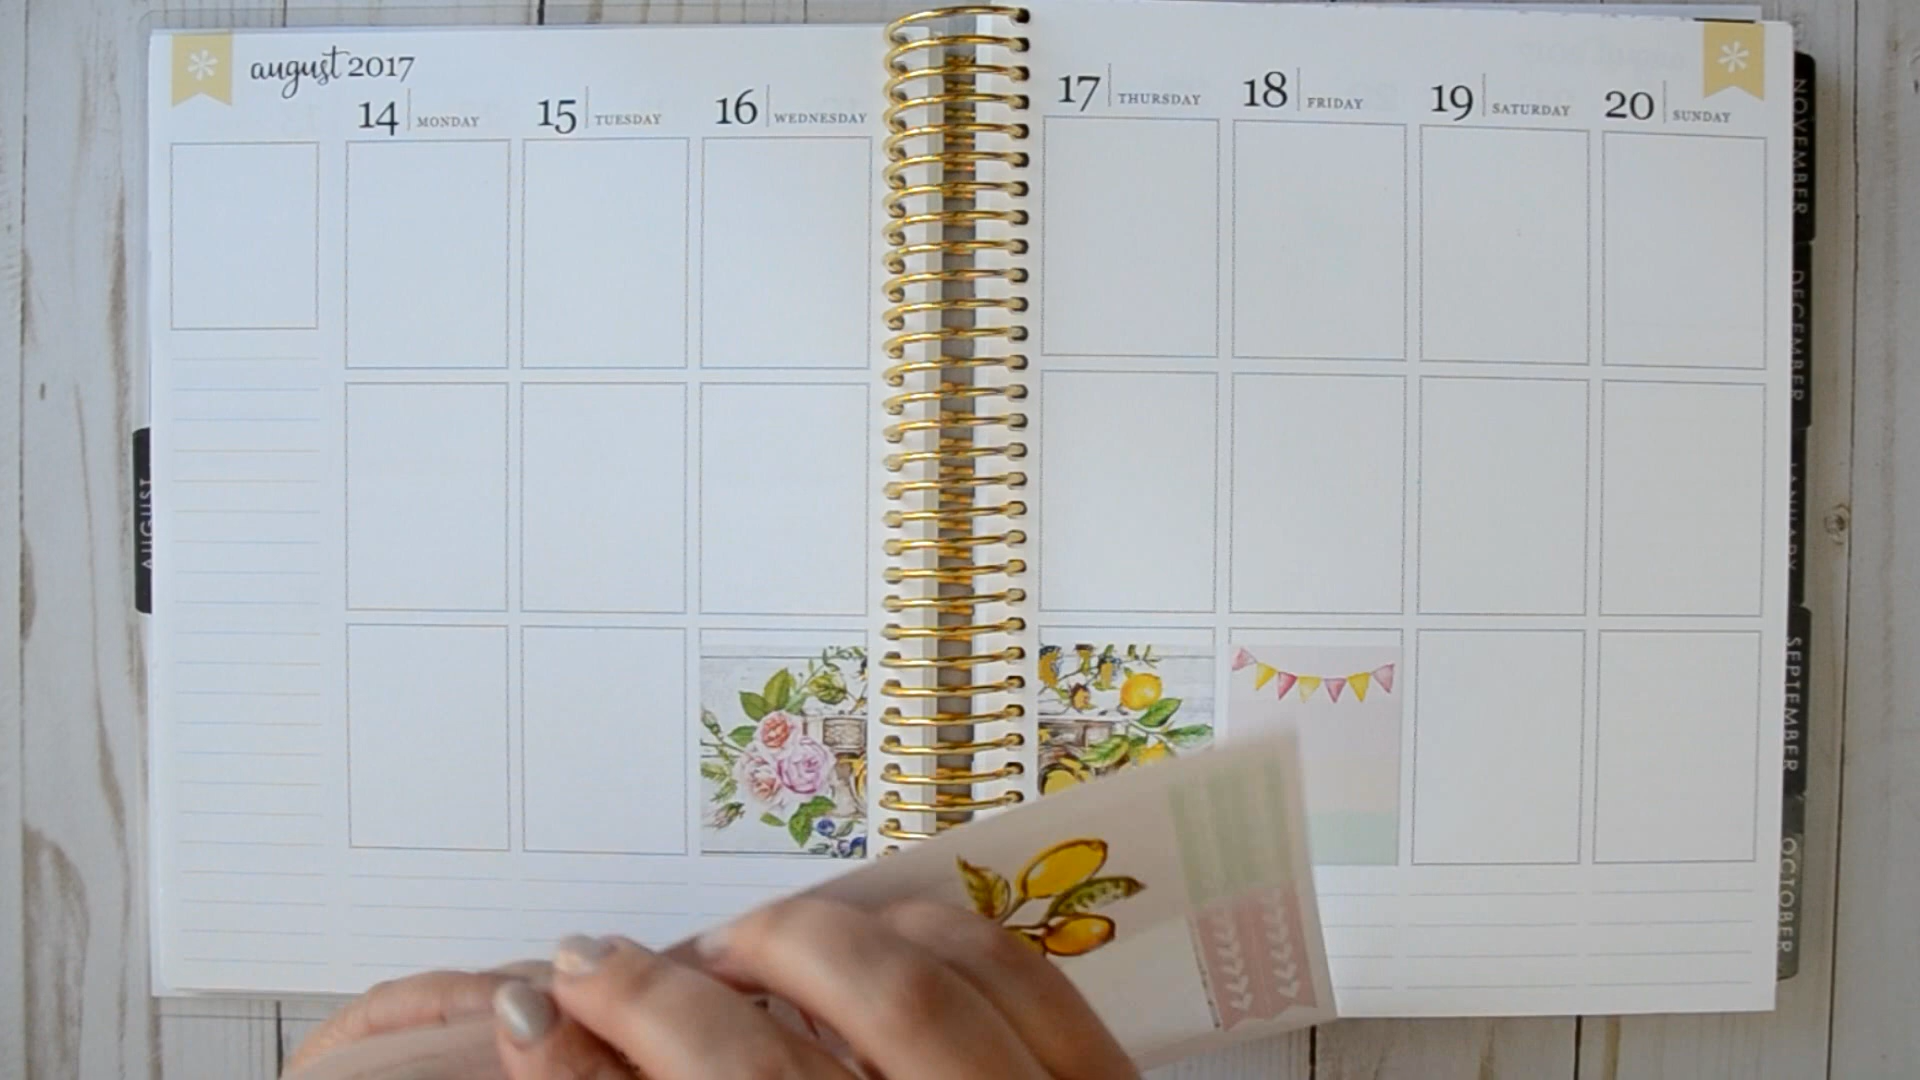 august 2017
14 MONDAY
15 TUESDAY
16 WEDNESDAY
17 THURSDAY
18 FRIDAY
19 SATURDAY
20 SUNDAY
AUGUST
NOVEMBER
DECEMBER
JANUARY
SEPTEMBER
OCTOBER